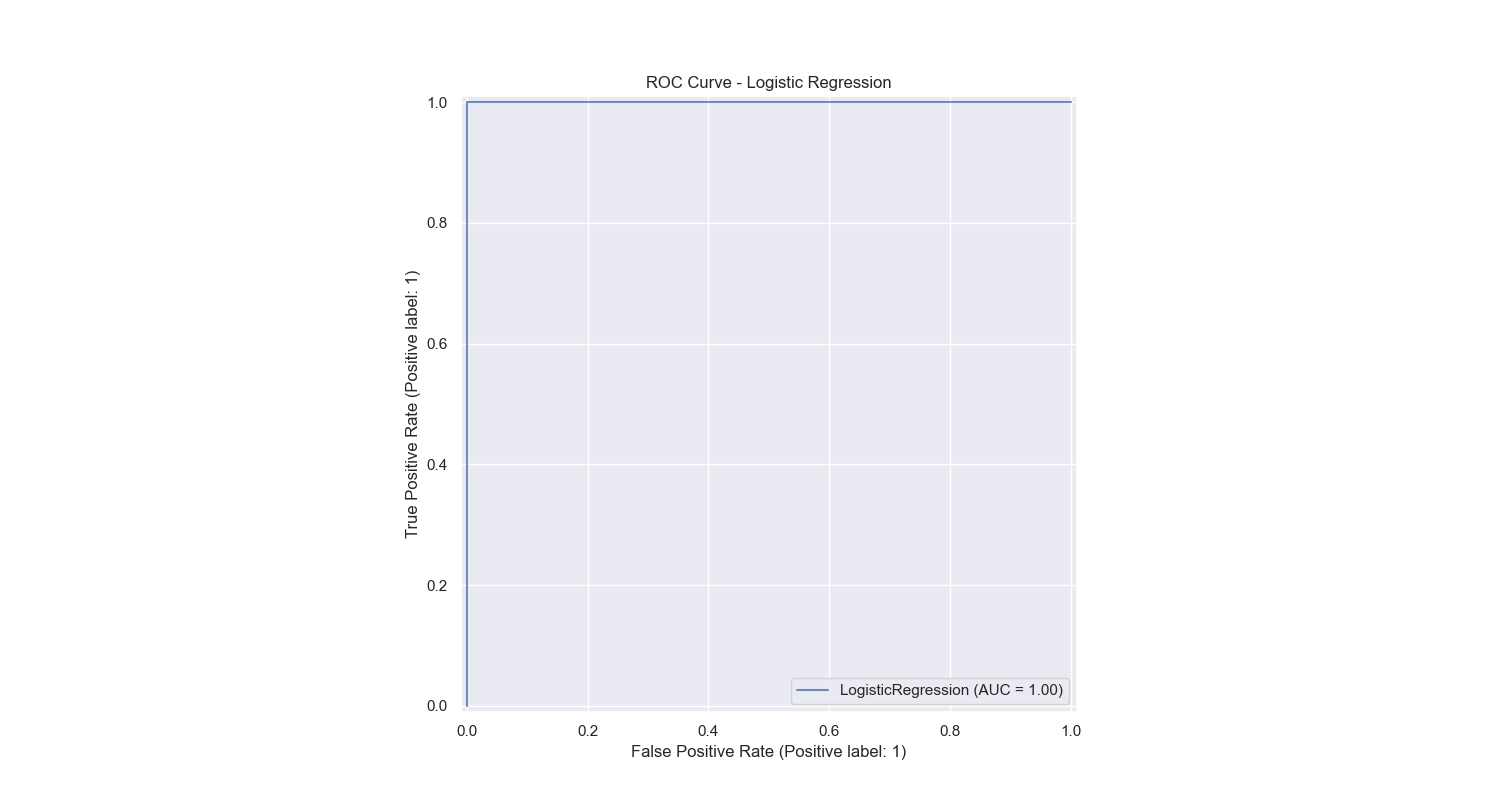 ROC Curve - Logistic Regression
1.0
0.8
0.6
0.4
0.2
0.0
True Positive Rate (Positive label: 1)
LogisticRegression (AUC = 1.00)
0.0 0.2 0.4 0.6 0.8 1.0
False Positive Rate (Positive label: 1)